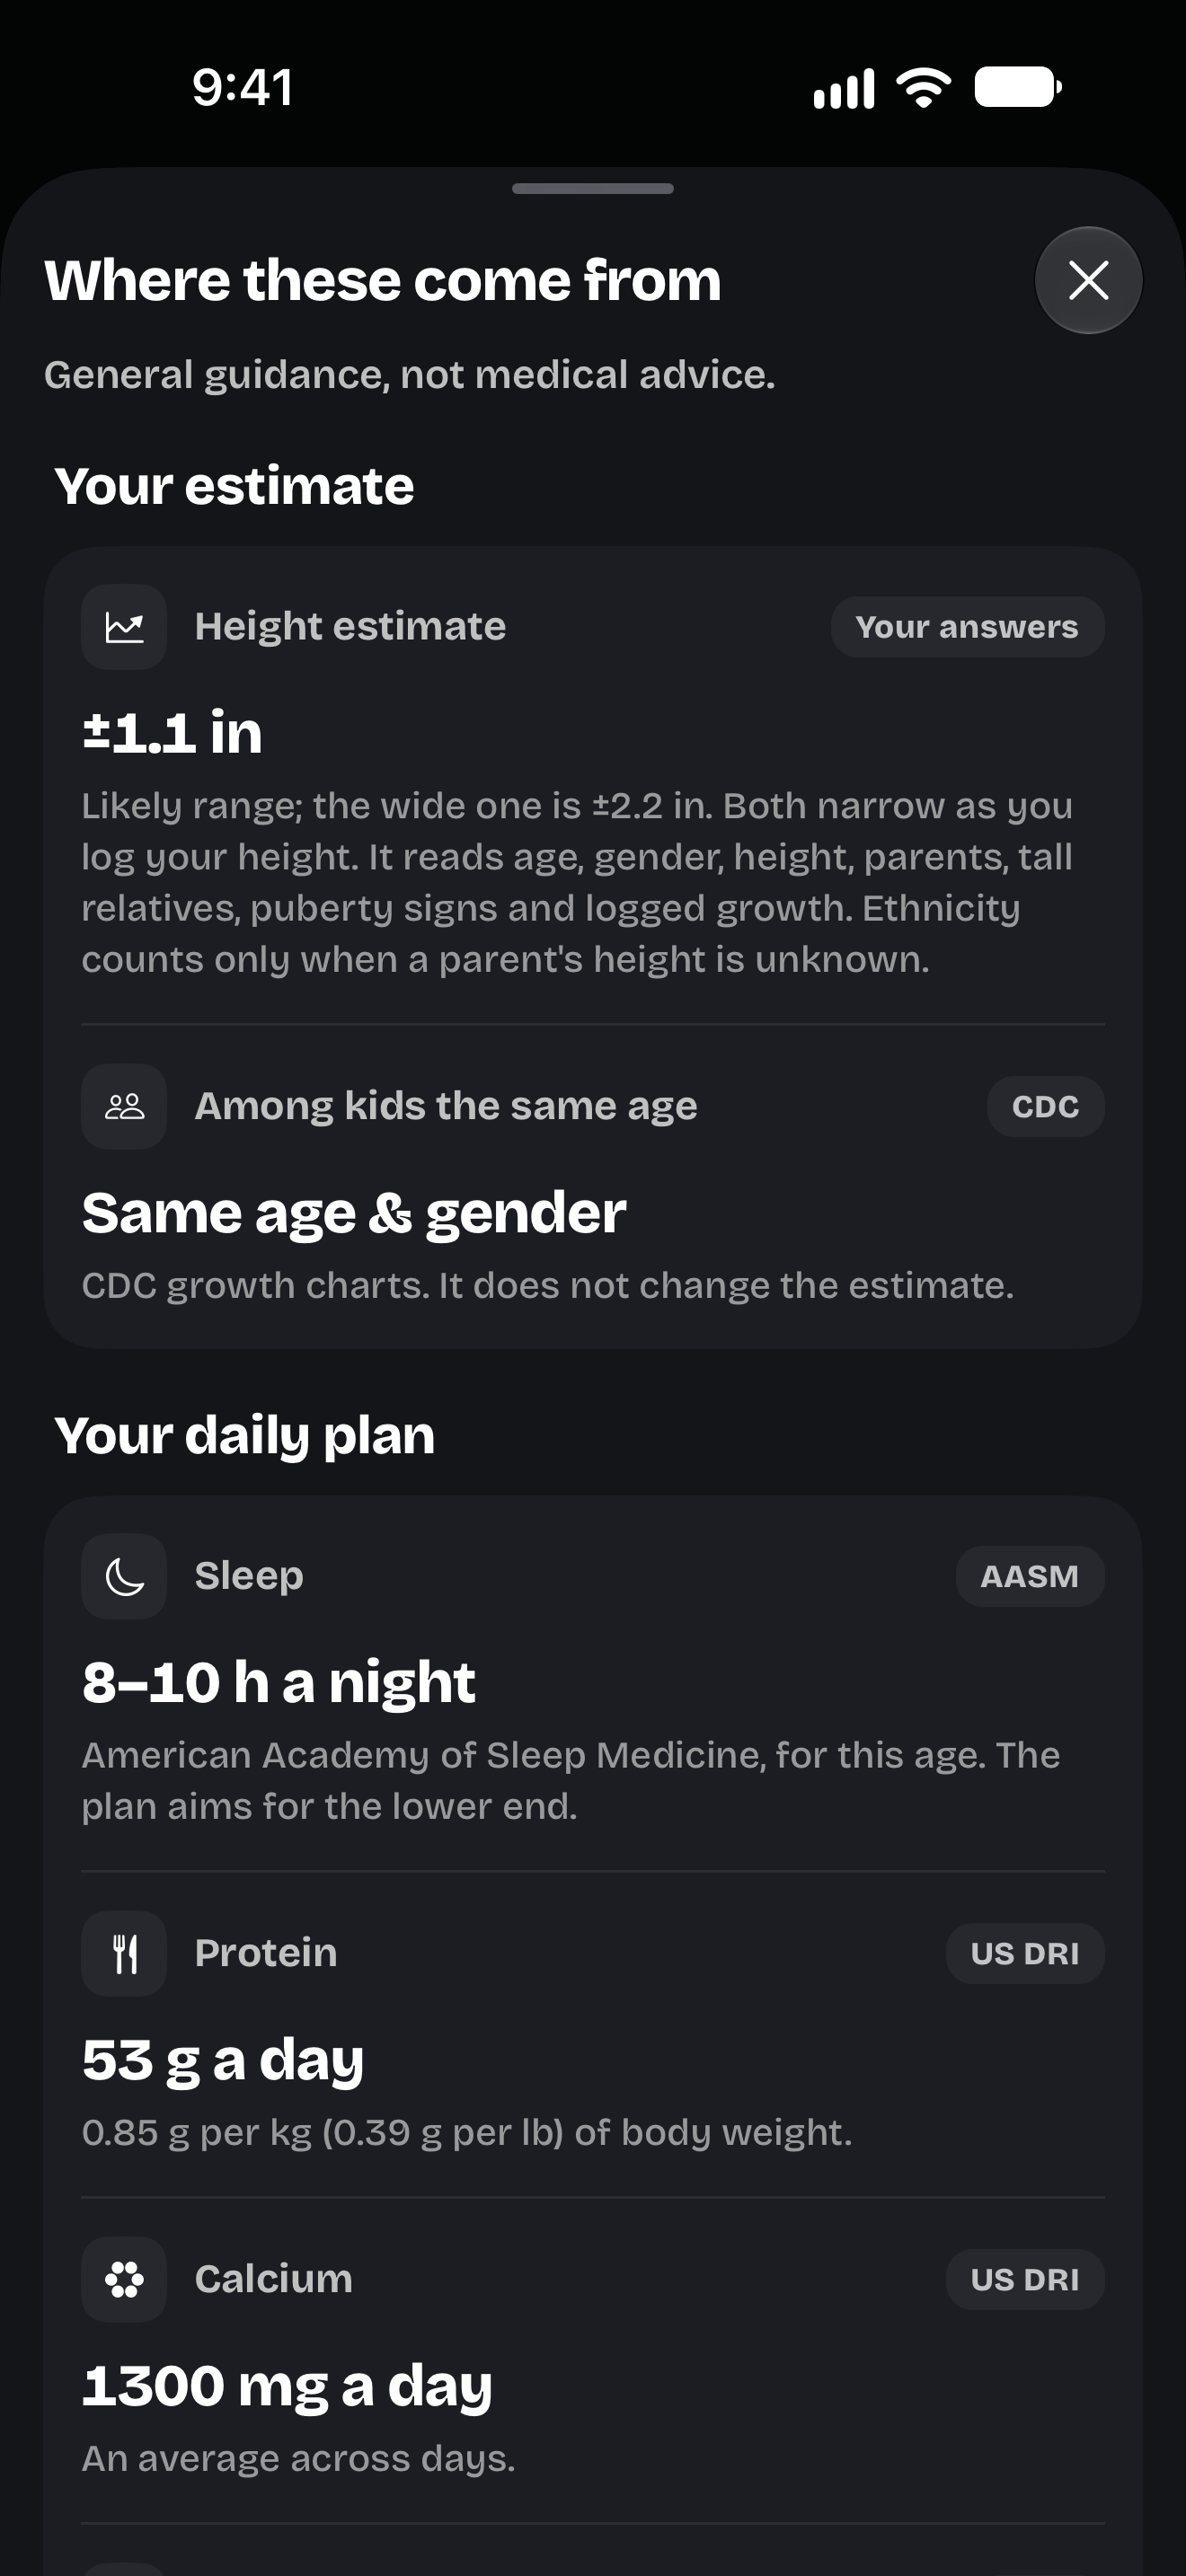 9:41
Where these come from
General guidance, not medical advice.
Your estimate
Height estimate
Your answers
±1.1 in
Likely range; the wide one is ±2.2 in. Both narrow as you
log your height. It reads age, gender, height, parents, tall
relatives, puberty signs and logged growth. Ethnicity
counts only when a parent's height is unknown.
Among kids the same age
CDC
Same age & gender
CDC growth charts. It does not change the estimate.
Your daily plan
Sleep
AASM
8–10 h a night
American Academy of Sleep Medicine, for this age. The
plan aims for the lower end.
Protein
US DRI
53 g a day
0.85 g per kg (0.39 g per lb) of body weight.
Calcium
US DRI
1300 mg a day
An average across days.